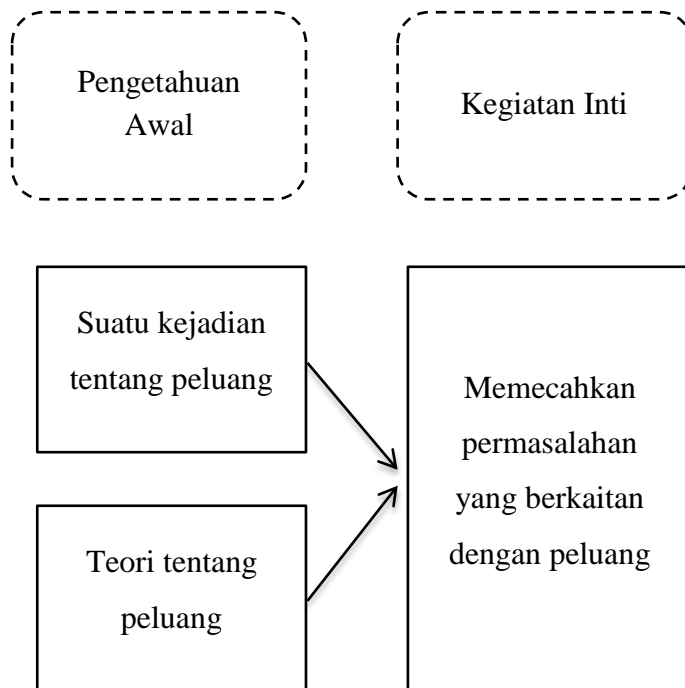 Pengetahuan
Awal
Kegiatan Inti
Suatu kejadian
tentang peluang
Teori tentang
peluang
Memecahkan
permasalahan
yang berkaitan
dengan peluang